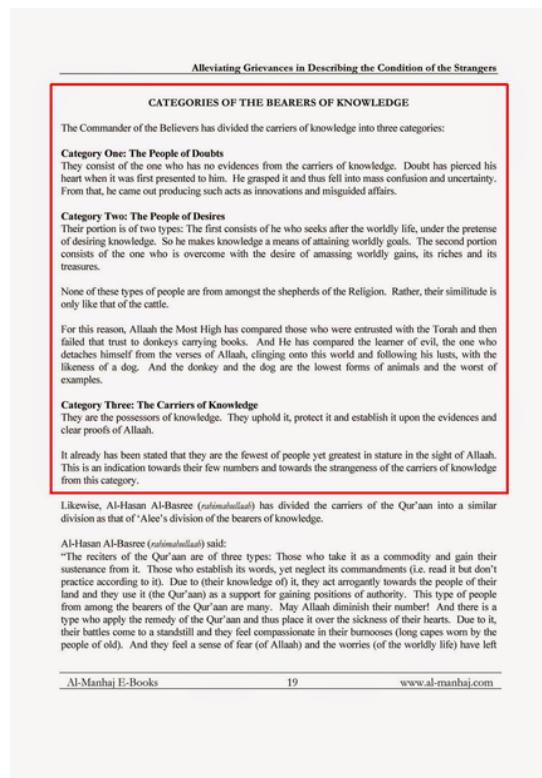 Alleviating Grievances in Describing the Condition of the Strangers
CATEGORIES OF THE BEARERS OF KNOWLEDGE
The Commander of the Believers has divided the carriers of knowledge into three categories:
Category One: The People of Doubts
They consist of the one who has no evidences from the carriers of knowledge. Doubt has pierced his
heart when it was first presented to him. He grasped it and thus fell into mass confusion and uncertainty.
From that, he came out producing such acts as innovations and misguided affairs.
Category Two: The People of Desires
Their portion is of two types: The first consists of he who seeks after the worldly life, under the pretense
of desiring knowledge. So he makes knowledge a means of attaining worldly goals. The second portion
consists of the one who is overcome with the desire of amassing worldly gains, its riches and its
treasures.
None of these types of people are from amongst the shepherds of the Religion. Rather, their similitude is
only like that of the cattle.
For this reason, Allaah the Most High has compared those who were entrusted with the Torah and then
failed that trust to donkeys carrying books. And He has compared the learner of evil, the one who
detaches himself from the verses of Allaah, clinging onto this world and following his lusts, with the
likeness of a dog. And the donkey and the dog are the lowest forms of animals and the worst of
examples.
Category Three: The Carriers of Knowledge
They are the possessors of knowledge. They uphold it, protect it and establish it upon the evidences and
clear proofs of Allaah.
It already has been stated that they are the fewest of people yet greatest in stature in the sight of Allaah.
This is an indication towards their few numbers and towards the strangeness of the carriers of knowledge
from this category.
Likewise, Al-Hasan Al-Basree (rahimahullaah) has divided the carriers of the Qur'aan into a similar
division as that of 'Alee's division of the bearers of knowledge.
Al-Hasan Al-Basree (rahimahullaah) said:
"The reciters of the Qur'aan are of three types: Those who take it as a commodity and gain their
sustenance from it. Those who establish its words, yet neglect its commandments (i.e. read it but don't
practice according to it). Due to (their knowledge of) it, they act arrogantly towards the people of their
land and they use it (the Qur'aan) as a support for gaining positions of authority. This type of people
from among the bearers of the Qur'aan are many. May Allaah diminish their number! And there is a
type who apply the remedy of the Qur'aan and thus place it over the sickness of their hearts. Due to it,
their battles come to a standstill and they feel compassionate in their burnooses (long capes worn by the
people of old). And they feel a sense of fear (of Allaah) and the worries (of the worldly life) have left
Al-Manhaj E-Books 19 www.al-manhaj.com